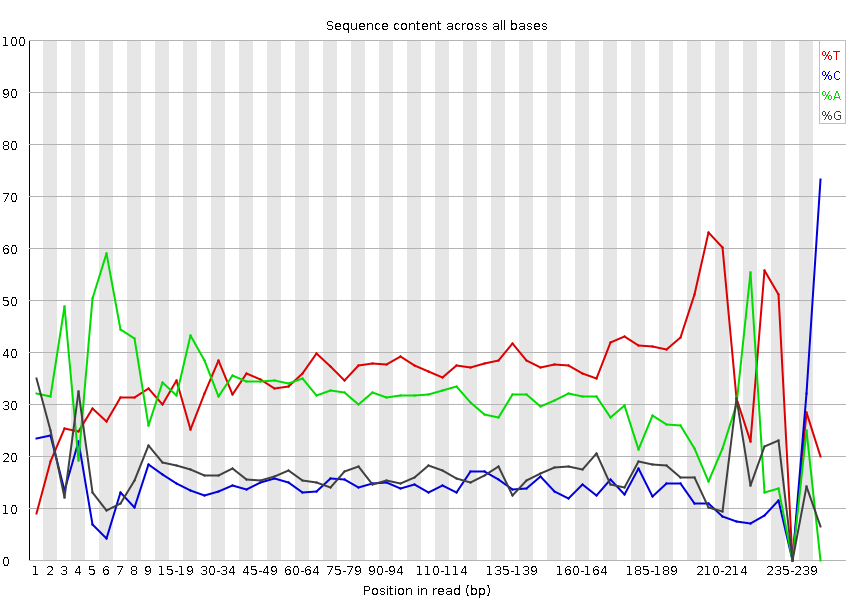 Sequence content across all bases
100
90
80
70
60
50
40
30
20
10
0
%T
%C
%A
%G
1 2 3 4 5 6 7 8 9 15-19 30-34 45-49 60-64 75-79 90-94 110-114 135-139 160-164 185-189 210-214 235-239
Position in read (bp)